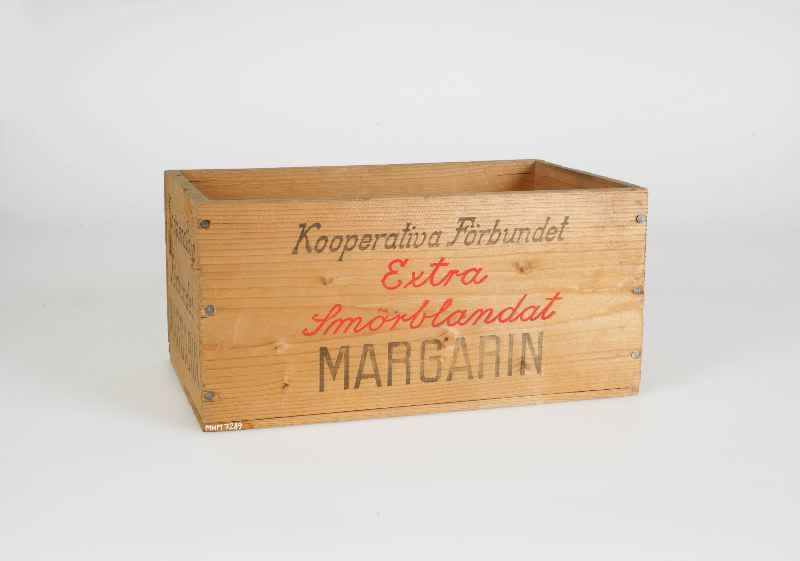 Kooperativa Förbundet
Extra
Smörblandat
MARGARIN
MHM 7289